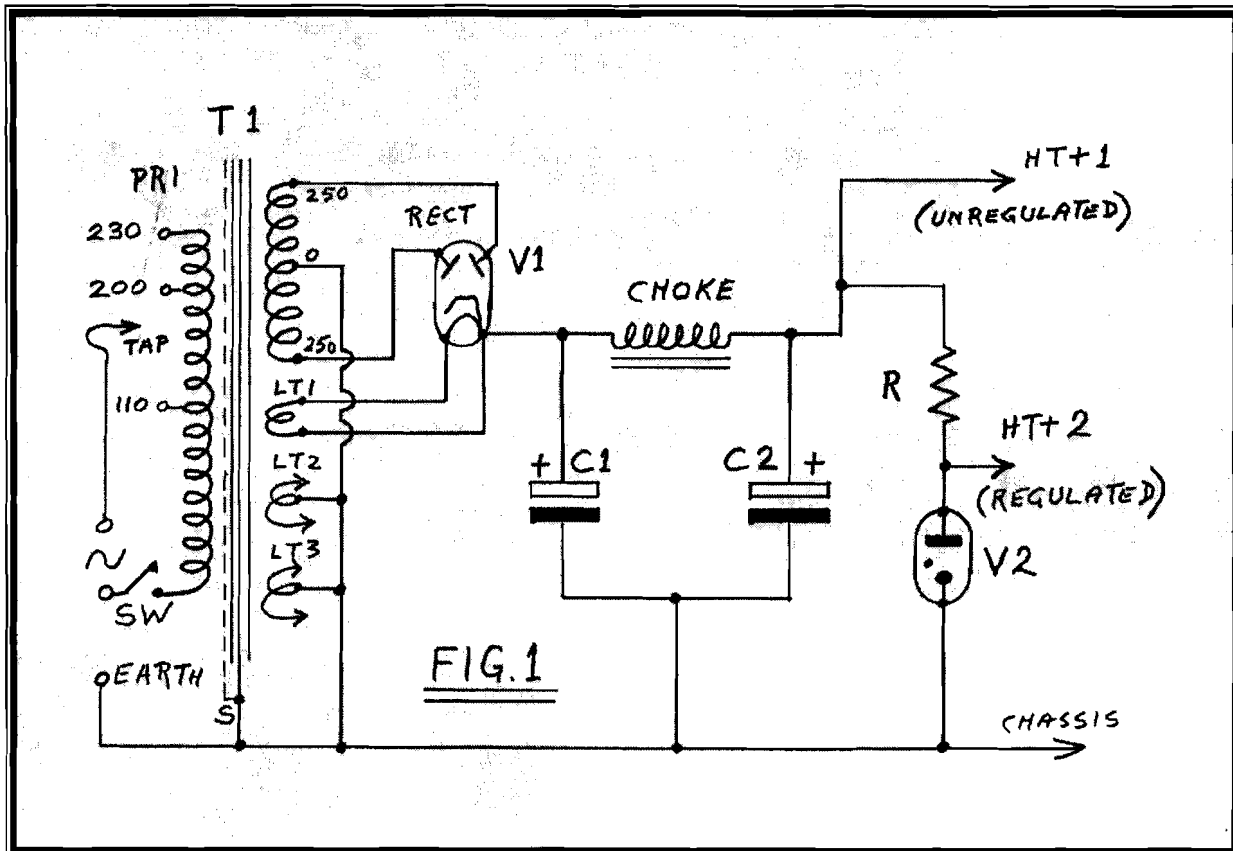 T1
PRI
230
200
TAP
110
SW
EARTH
S
250
0
250
LT1
LT2
LT3
RECT
V1
CHOKE
+ C1
C2 +
HT+1
(UNREGULATED)
R
HT+2
(REGULATED)
V2
FIG.1
CHASSIS